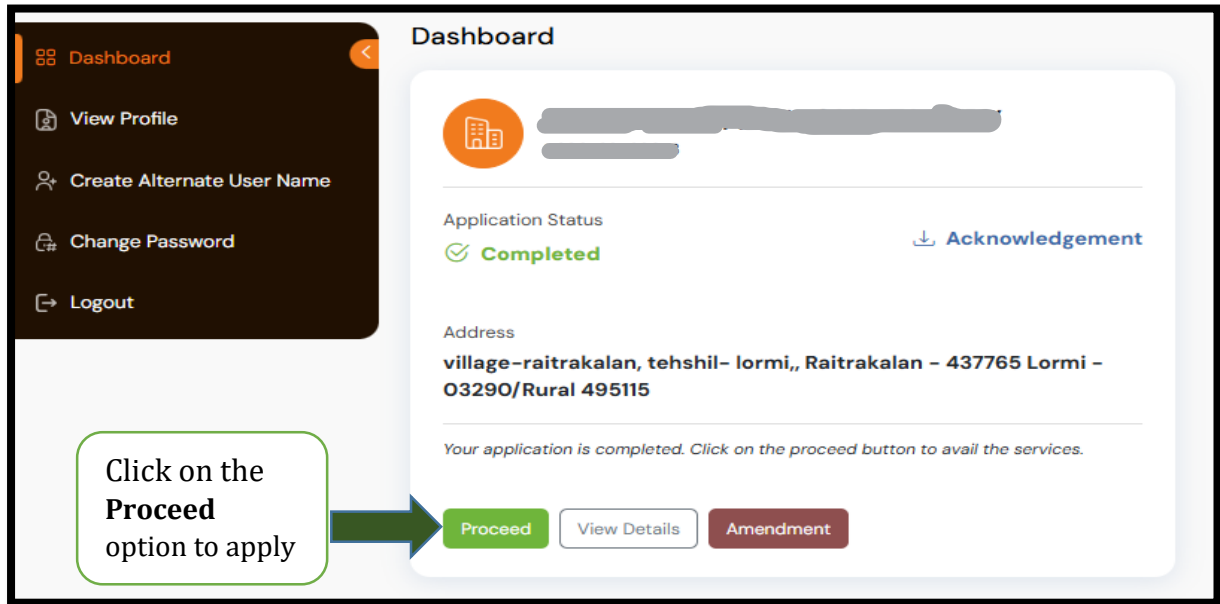 Dashboard
View Profile
Create Alternate User Name
Change Password
Logout
Dashboard
Application Status
Completed
Acknowledgement
Address
village-raitrakalan, tehshil- lormi,, Raitrakalan - 437765 Lormi -
03290/Rural 495115
Your application is completed. Click on the proceed button to avail the services.
Click on the
Proceed
option to apply
Proceed
View Details
Amendment